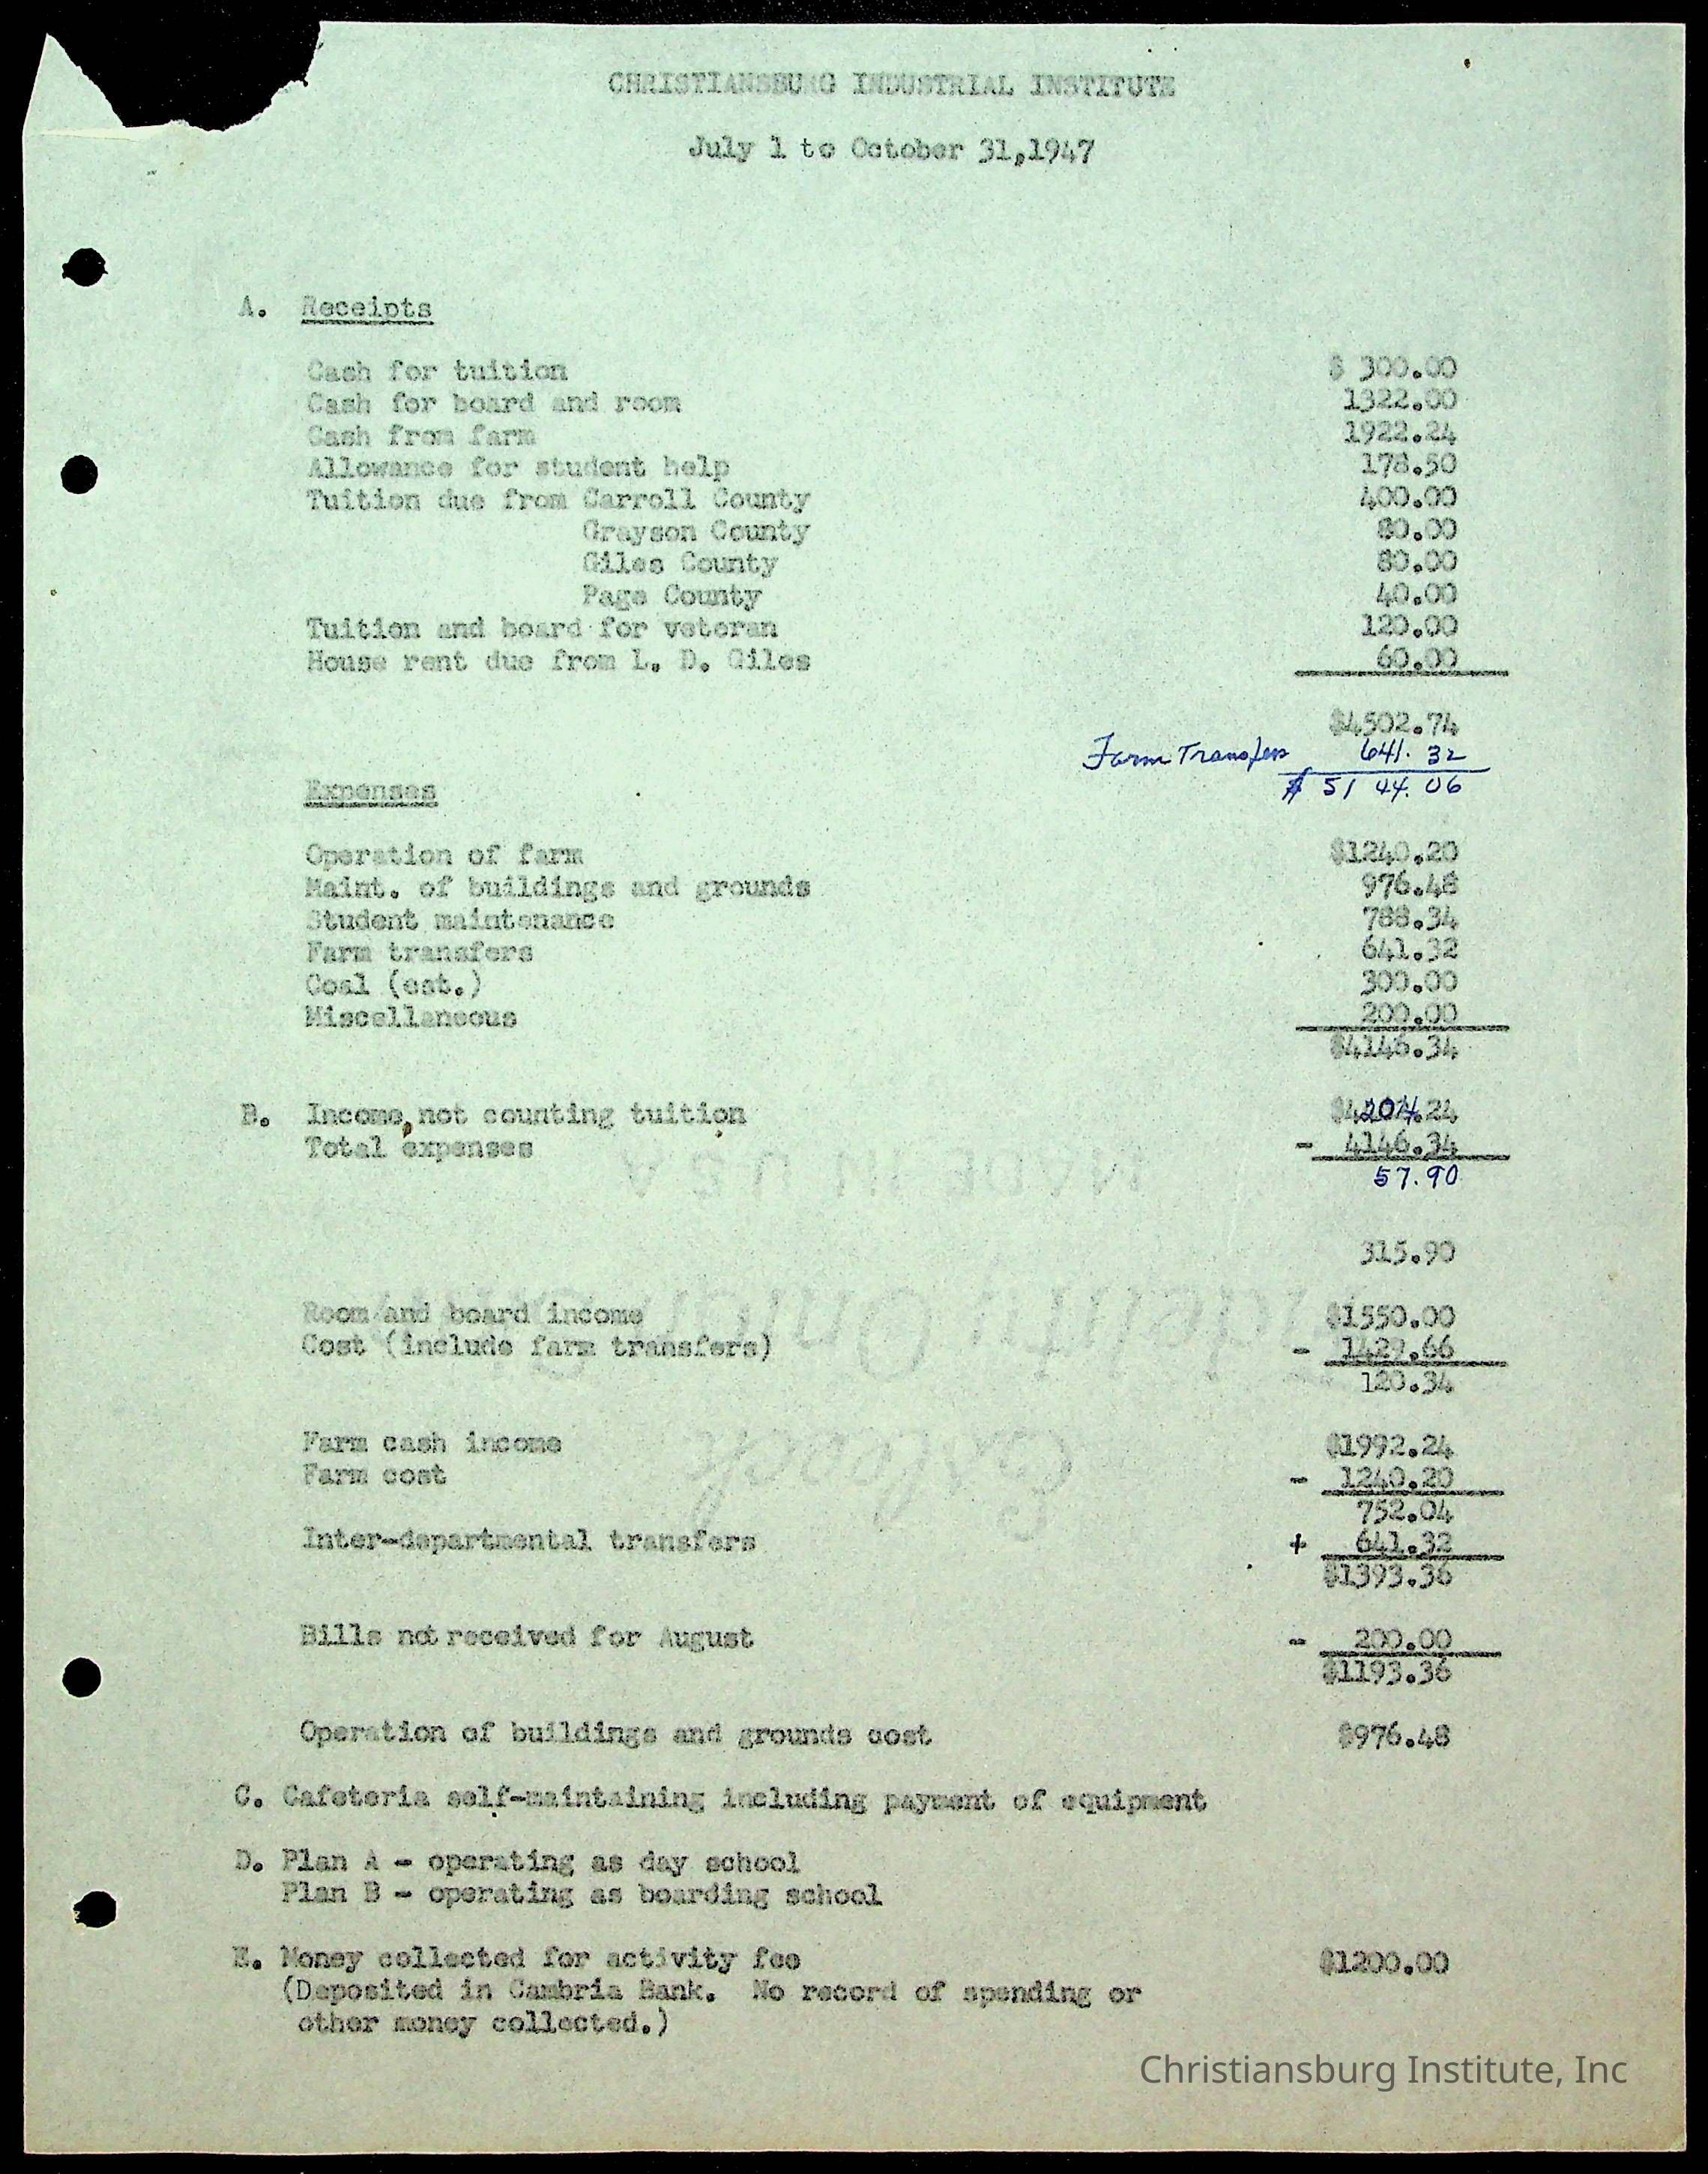 CHRISTIANSBURG INDUSTRIAL INSTITUTE
July 1 to October 31,1947
A. Receipts
Cash for tuition $ 300.00
Cash for board and room 1322.00
Cash from farm 1922.24
Allowance for student help 178.50
Tuition due from Carroll County 400.00
Grayson County 80.00
Giles County 80.00
Page County 40.00
Tuition and board for veteran 120.00
House rent due from L. D. Giles 60.00
$4502.74
Farm Transfers 641.32
$ 5144.06
Expenses
Operation of farm $1240.20
Maint. of buildings and grounds 976.48
Student maintenance 788.34
Farm transfers 641.32
Coal (est.) 300.00
Miscellaneous 200.00
$4146.34
B. Income,not counting tuition $4204.24
Total expenses - 4146.34
57.90
315.90
Room and board income $1550.00
Cost (include farm transfers) - 1429.66
120.34
Farm cash income $1992.24
Farm cost - 1240.20
752.04
Inter-departmental transfers + 641.32
$1393.36
Bills not received for August - 200.00
$1193.36
Operation of buildings and grounds cost $976.48
C. Cafeteria self-maintaining including payment of equipment
D. Plan A - operating as day school
Plan B - operating as boarding school
E. Money collected for activity fee $1200.00
(Deposited in Cambria Bank. No record of spending or
other money collected.)
Christiansburg Institute, Inc